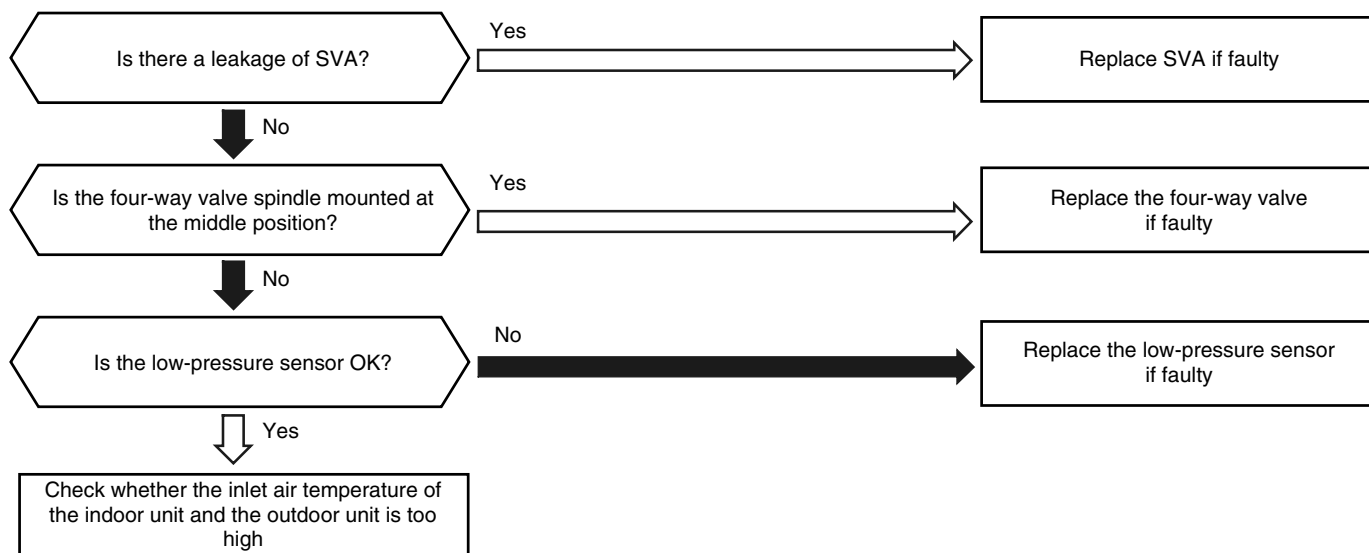 Yes
Is there a leakage of SVA?
Replace SVA if faulty
No
Is the four-way valve spindle mounted at
the middle position?
Yes
Replace the four-way valve
if faulty
No
Is the low-pressure sensor OK?
No
Replace the low-pressure sensor
if faulty
Yes
Check whether the inlet air temperature of
the indoor unit and the outdoor unit is too
high